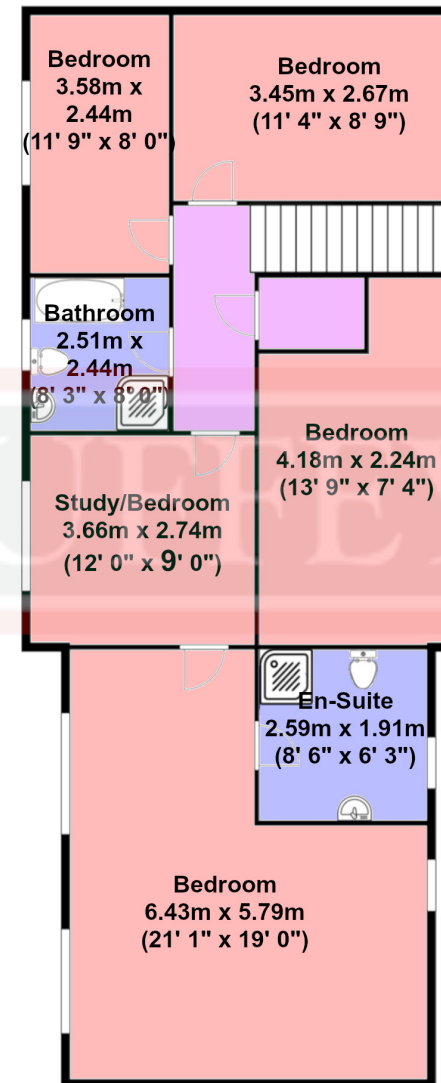 Bedroom
3.58m x
2.44m
(11' 9" x 8' 0")
Bedroom
3.45m x 2.67m
(11' 4" x 8' 9")
Bathroom
2.51m x
2.44m
(8' 3" x 8' 0")
Bedroom
4.18m x 2.24m
(13' 9" x 7' 4")
Study/Bedroom
3.66m x 2.74m
(12' 0" x 9' 0")
En-Suite
2.59m x 1.91m
(8' 6" x 6' 3")
Bedroom
6.43m x 5.79m
(21' 1" x 19' 0")